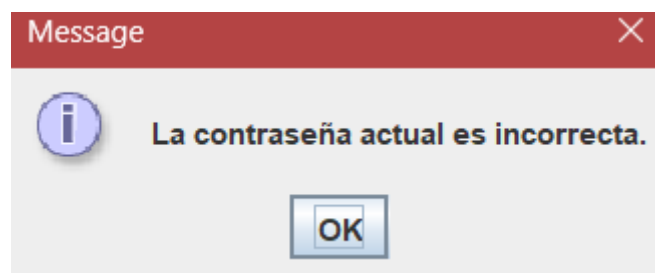 Message
i
La contraseña actual es incorrecta.
OK